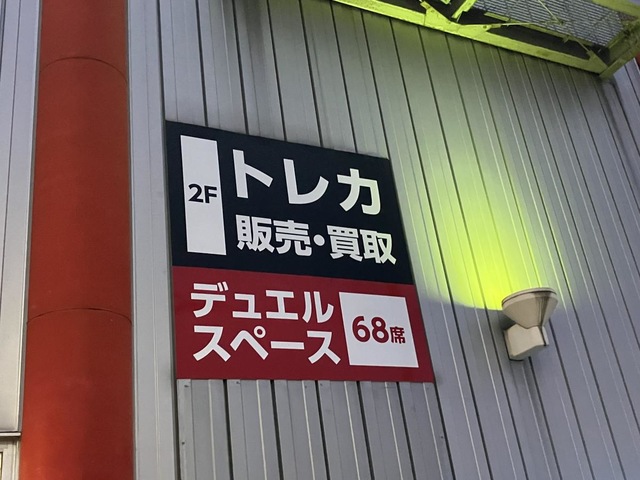 2F
トレカ
販売・買取
デュエル
スペース
68席